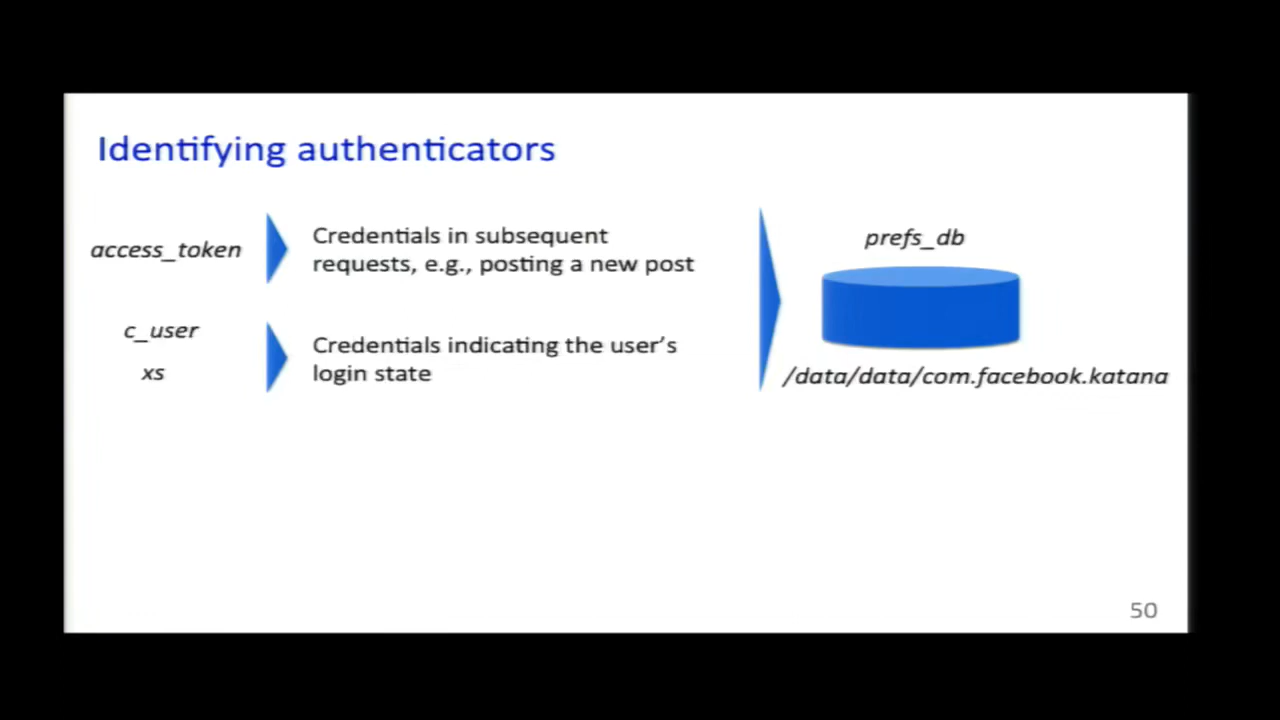 Identifying authenticators
access_token
Credentials in subsequent
requests, e.g., posting a new post
c_user
xs
Credentials indicating the user's
login state
prefs_db
/data/data/com.facebook.katana
50